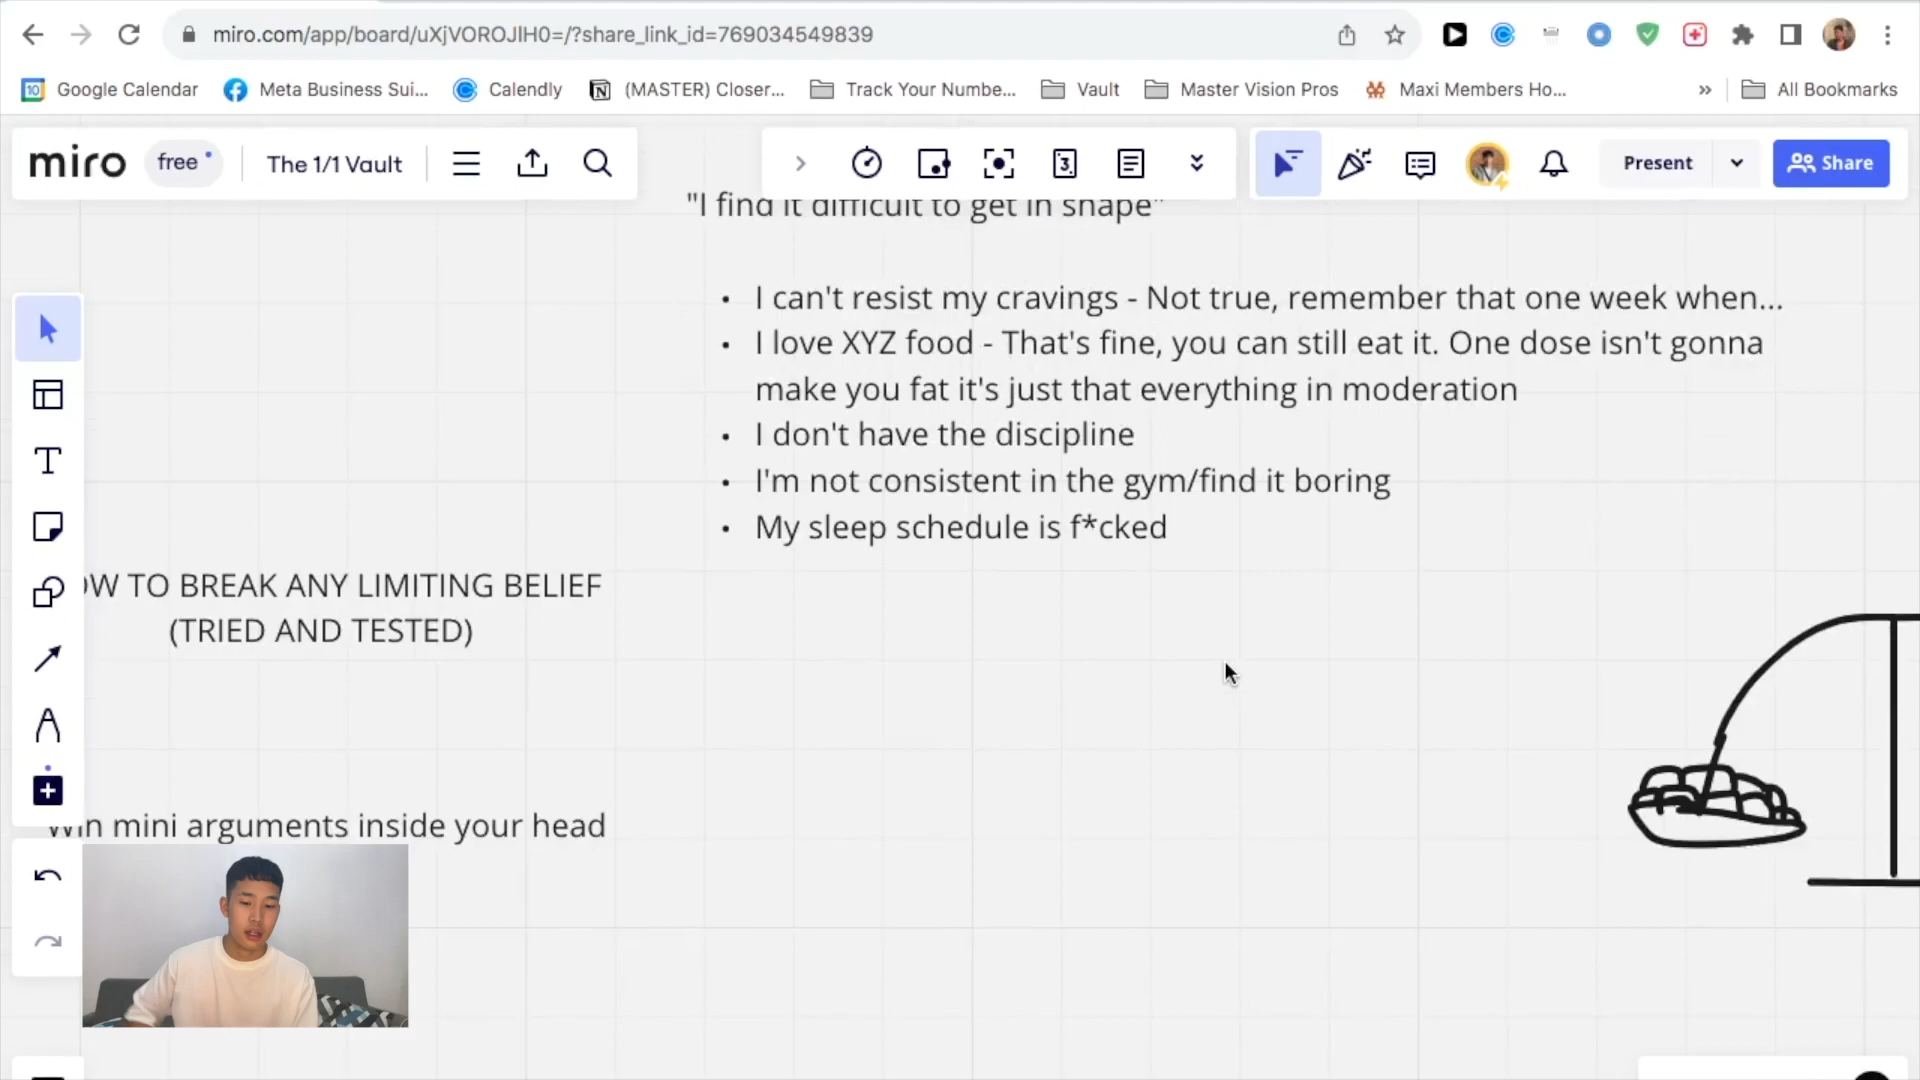 miro.com/app/board/uXjVOROJlH0=/?share_link_id=769034549839
Google Calendar
Meta Business Sui...
Calendly
(MASTER) Closer...
Track Your Numbe...
Vault
Master Vision Pros
Maxi Members Ho...
All Bookmarks
miro
free
The 1/1 Vault
Present
Share
"I find it difficult to get in shape"
• I can't resist my cravings - Not true, remember that one week when...
• I love XYZ food - That's fine, you can still eat it. One dose isn't gonna
make you fat it's just that everything in moderation
• I don't have the discipline
• I'm not consistent in the gym/find it boring
• My sleep schedule is f*cked
OW TO BREAK ANY LIMITING BELIEF
(TRIED AND TESTED)
Win mini arguments inside your head